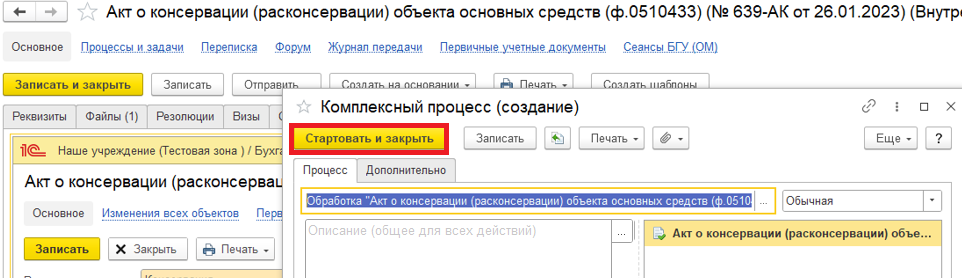 Акт о консервации (расконсервации) объекта основных средств (ф.0510433) (№ 639-АК от 26.01.2023) (Внутре
Основное Процессы и задачи Переписка Форум Журнал передачи Первичные учетные документы Сеансы БГУ (ОМ)
Записать и закрыть Записать Отправить Создать на основании Печать Создать шаблоны
Комплексный процесс (создание)
Реквизиты Файлы (1) Резолюции Визы
Стартовать и закрыть Записать Печать Еще ?
1С Наше учреждение (Тестовая зона ) / Бухга
Процесс Дополнительно
Акт о консервации (расконсервац
Обработка "Акт о консервации (расконсервации) объекта основных средств (ф.0510 ... Обычная
Основное Изменения всех объектов Перв
Описание (общее для всех действий) ... Акт о консервации (расконсервации) объе...
Записать Закрыть Печать